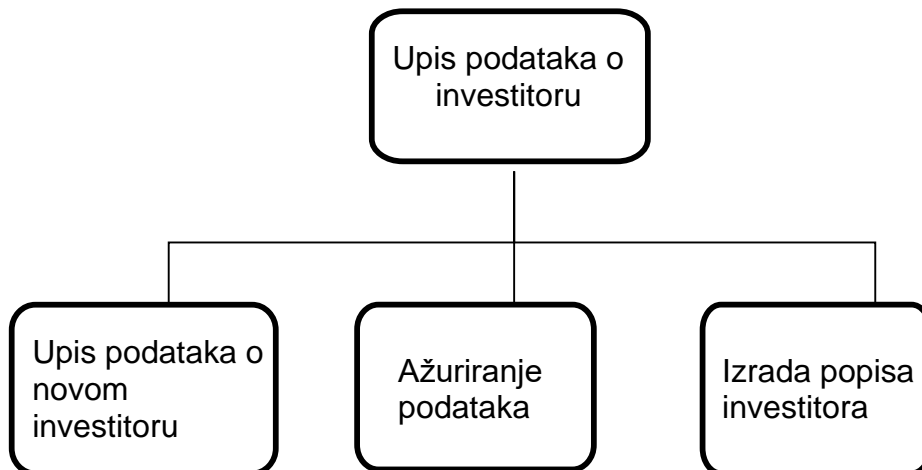 Upis podataka o
investitoru
Upis podataka o
novom
investitoru
Ažuriranje
podataka
Izrada popisa
investitora